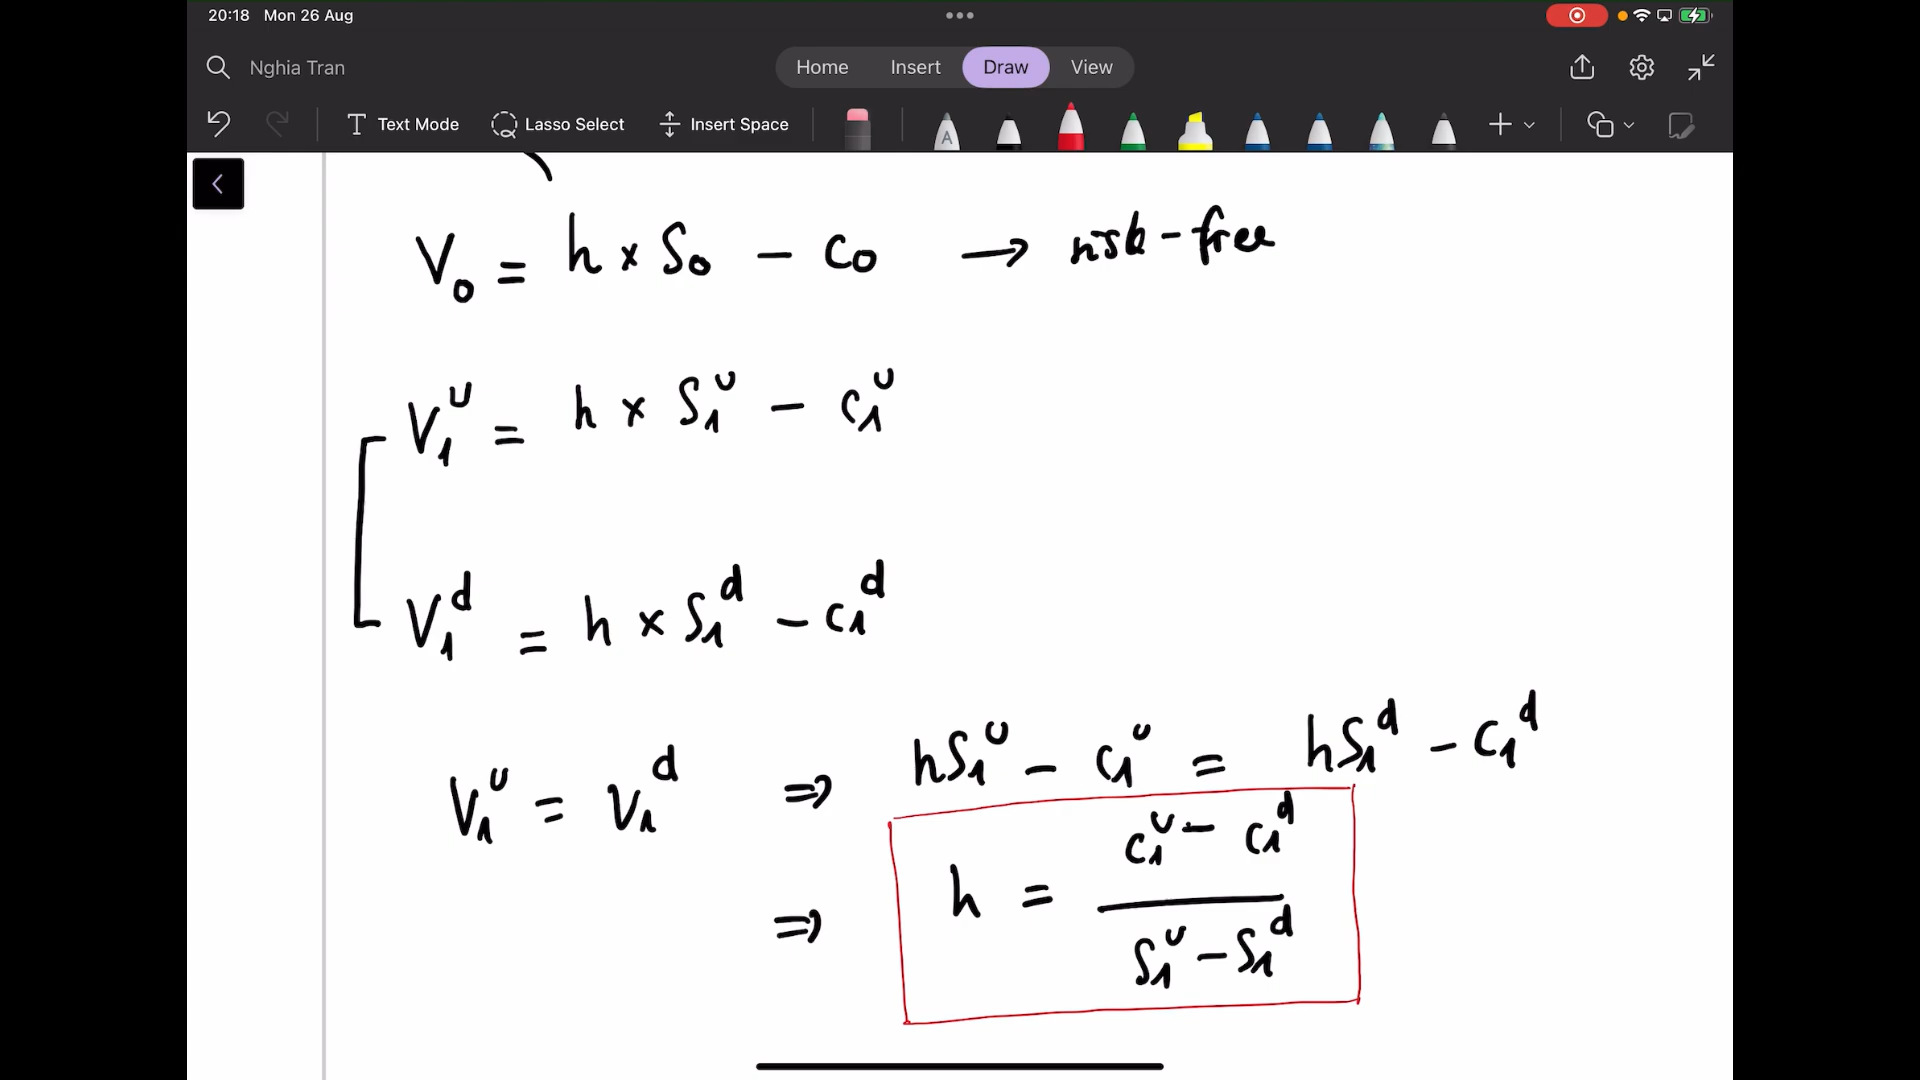 20:18 Mon 26 Aug
Nghia Tran Home Insert Draw View
Text Mode Lasso Select Insert Space A
V₀ = h × S₀ − c₀ → risk-free
V₁ᵘ = h × S₁ᵘ − c₁ᵘ
V₁ᵈ = h × S₁ᵈ − c₁ᵈ
V₁ᵘ = V₁ᵈ ⇒ hS₁ᵘ − c₁ᵘ = hS₁ᵈ − c₁ᵈ
⇒ h = (c₁ᵘ − c₁ᵈ) / (S₁ᵘ − S₁ᵈ)